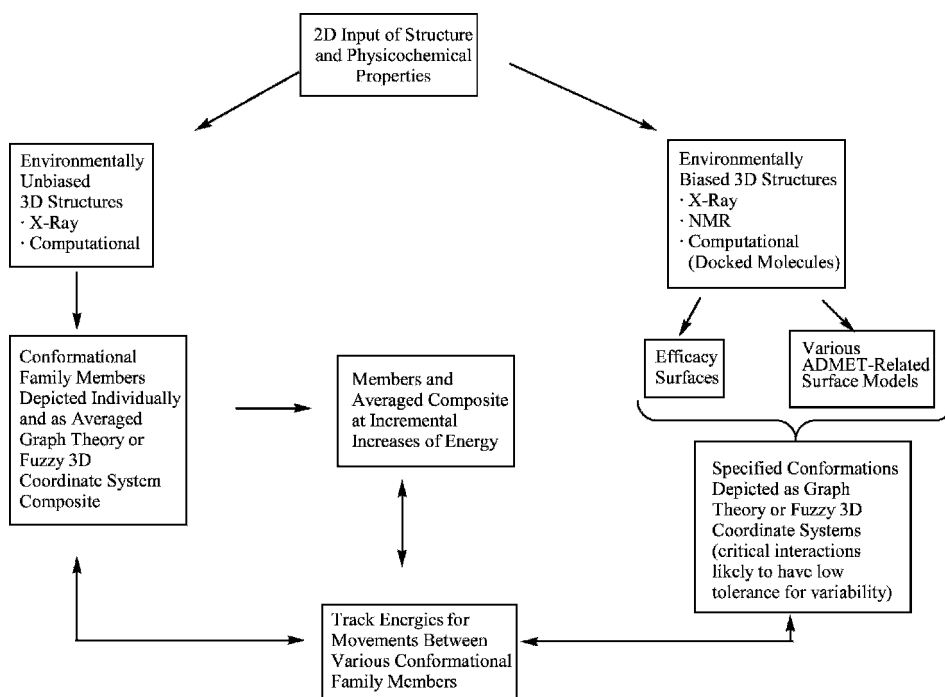 2D Input of Structure
and Physicochemical
Properties
Environmentally
Unbiased
3D Structures
· X-Ray
· Computational
Environmentally
Biased 3D Structures
· X-Ray
· NMR
· Computational
(Docked Molecules)
Conformational
Family Members
Depicted Individually
and as Averaged
Graph Theory or
Fuzzy 3D
Coordinate System
Composite
Members and
Averaged Composite
at Incremental
Increases of Energy
Efficacy
Surfaces
Various
ADMET-Related
Surface Models
Specified Conformations
Depicted as Graph
Theory or Fuzzy 3D
Coordinate Systems
(critical interactions
likely to have low
tolerance for variability)
Track Energies for
Movements Between
Various Conformational
Family Members